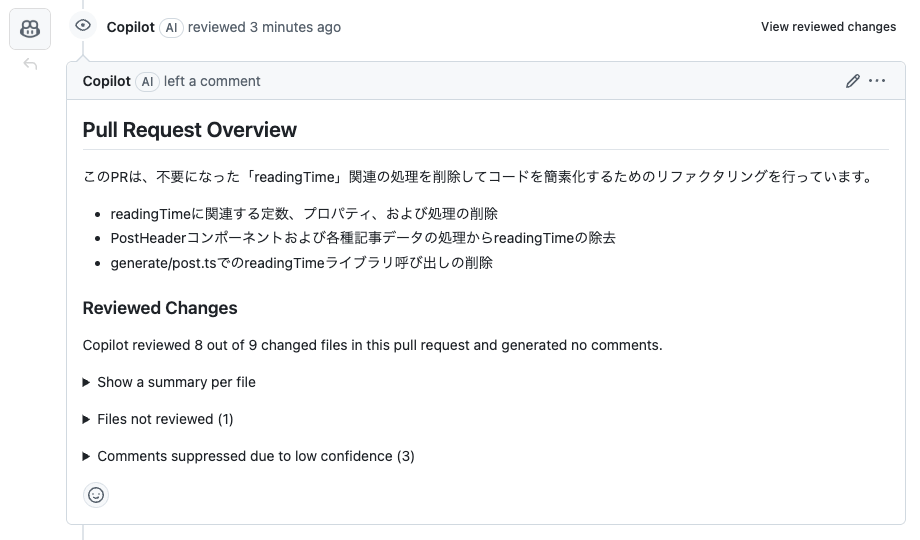 Copilot AI reviewed 3 minutes ago
View reviewed changes
Copilot AI left a comment
Pull Request Overview
このPRは、不要になった「readingTime」関連の処理を削除してコードを簡素化するためのリファクタリングを行っています。
• readingTimeに関連する定数、プロパティ、および処理の削除
• PostHeaderコンポーネントおよび各種記事データの処理からreadingTimeの除去
• generate/post.tsでのreadingTimeライブラリ呼び出しの削除
Reviewed Changes
Copilot reviewed 8 out of 9 changed files in this pull request and generated no comments.
Show a summary per file
Files not reviewed (1)
Comments suppressed due to low confidence (3)